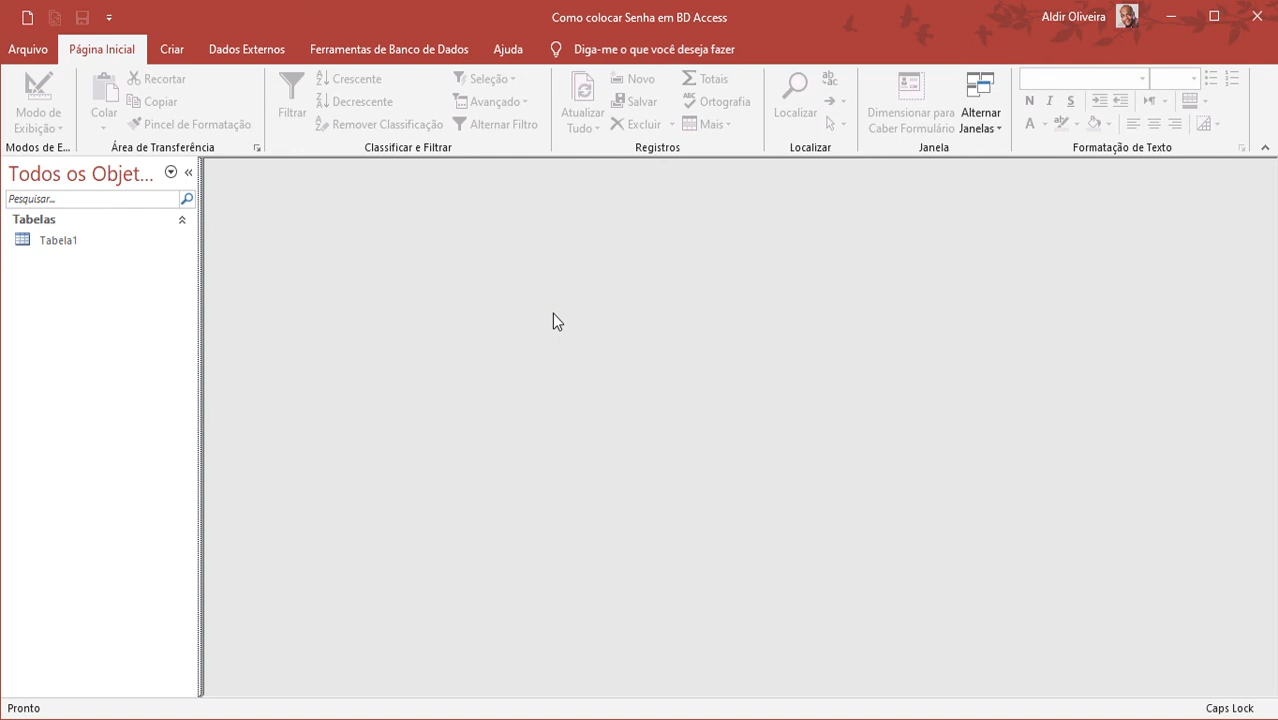 Como colocar Senha em BD Access
Aldir Oliveira
Arquivo Página Inicial Criar Dados Externos Ferramentas de Banco de Dados Ajuda Diga-me o que você deseja fazer
Modo de Exibição
Modos de E...
Colar
Recortar
Copiar
Pincel de Formatação
Área de Transferência
Filtrar
Crescente
Decrescente
Remover Classificação
Seleção
Avançado
Alternar Filtro
Classificar e Filtrar
Atualizar
Tudo
Novo
Salvar
Excluir
Totais
Ortografia
Mais
Registros
Localizar
Localizar
Dimensionar para
Caber Formulário
Alternar
Janelas
Janela
N I S
A
Formatação de Texto
Todos os Objet...
Pesquisar...
Tabelas
Tabela1
Pronto
Caps Lock